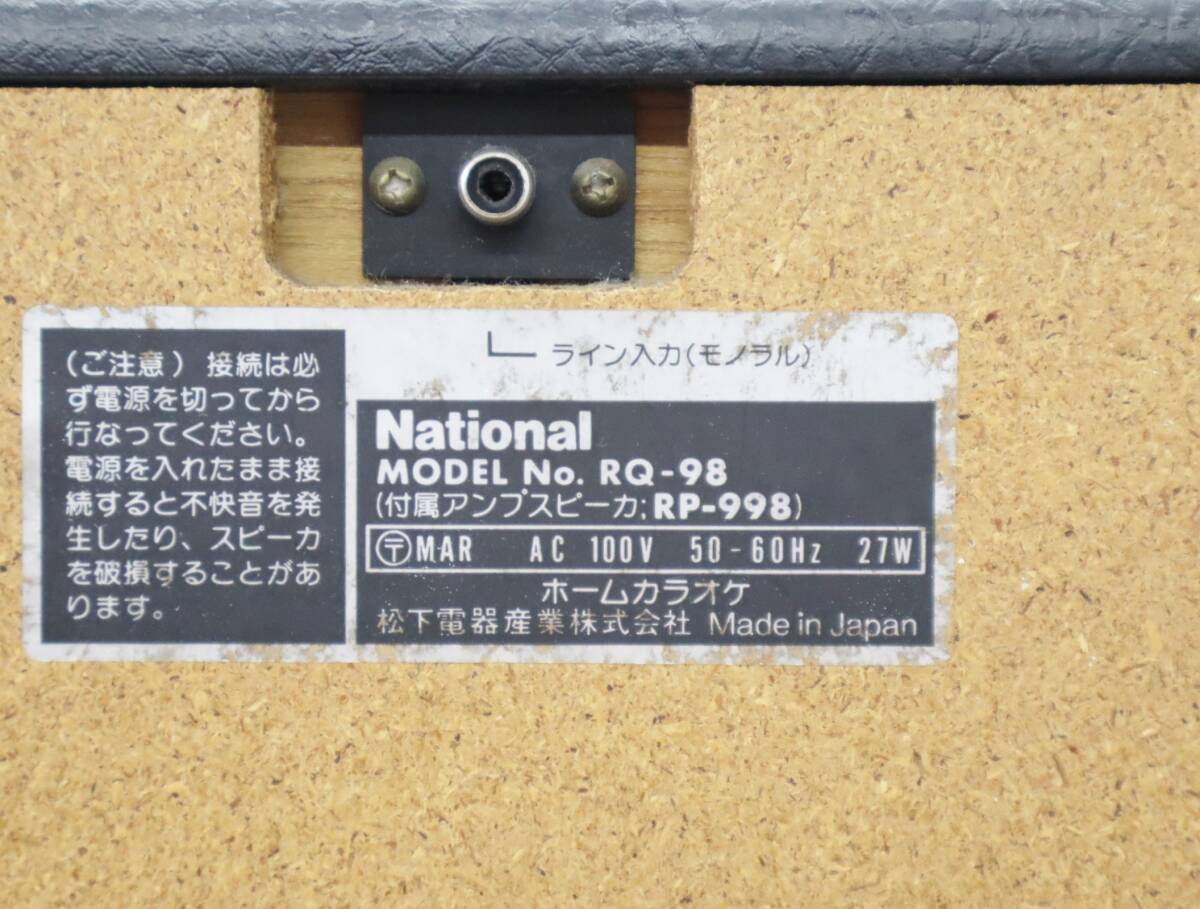 ライン入力(モノラル)
(ご注意) 接続は必
ず電源を切ってから
行なってください。
電源を入れたまま接
続すると不快音を発
生したり、スピーカ
を破損することがあ
ります。
National
MODEL No. RQ-98
(付属アンプスピーカ; RP-998)
〶MAR AC 100V 50-60Hz 27W
ホームカラオケ
松下電器産業株式会社 Made in Japan